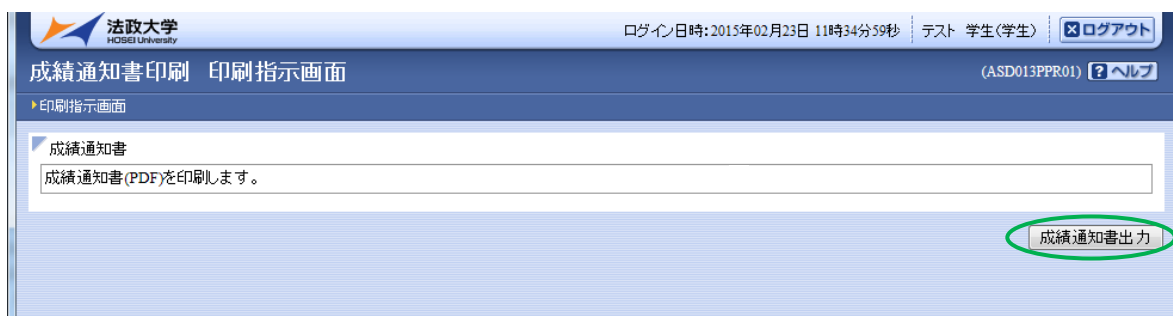 法政大学
HOSEI University
ログイン日時:2015年02月23日 11時34分59秒 テスト 学生(学生) ログアウト
成績通知書印刷 印刷指示画面 (ASD013PPR01) ? ヘルプ
印刷指示画面
成績通知書
成績通知書(PDF)を印刷します。
成績通知書出力